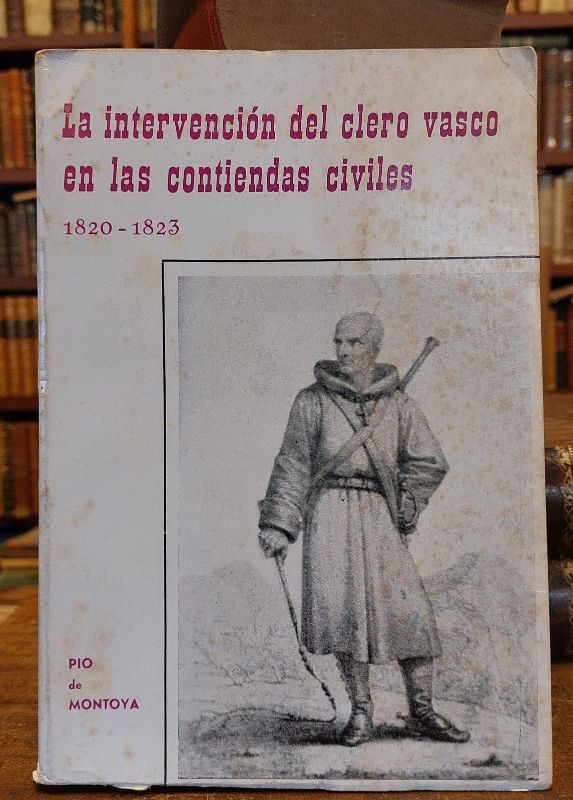 La intervención del clero vasco
en las contiendas civiles
1820 - 1823
PIO
de
MONTOYA